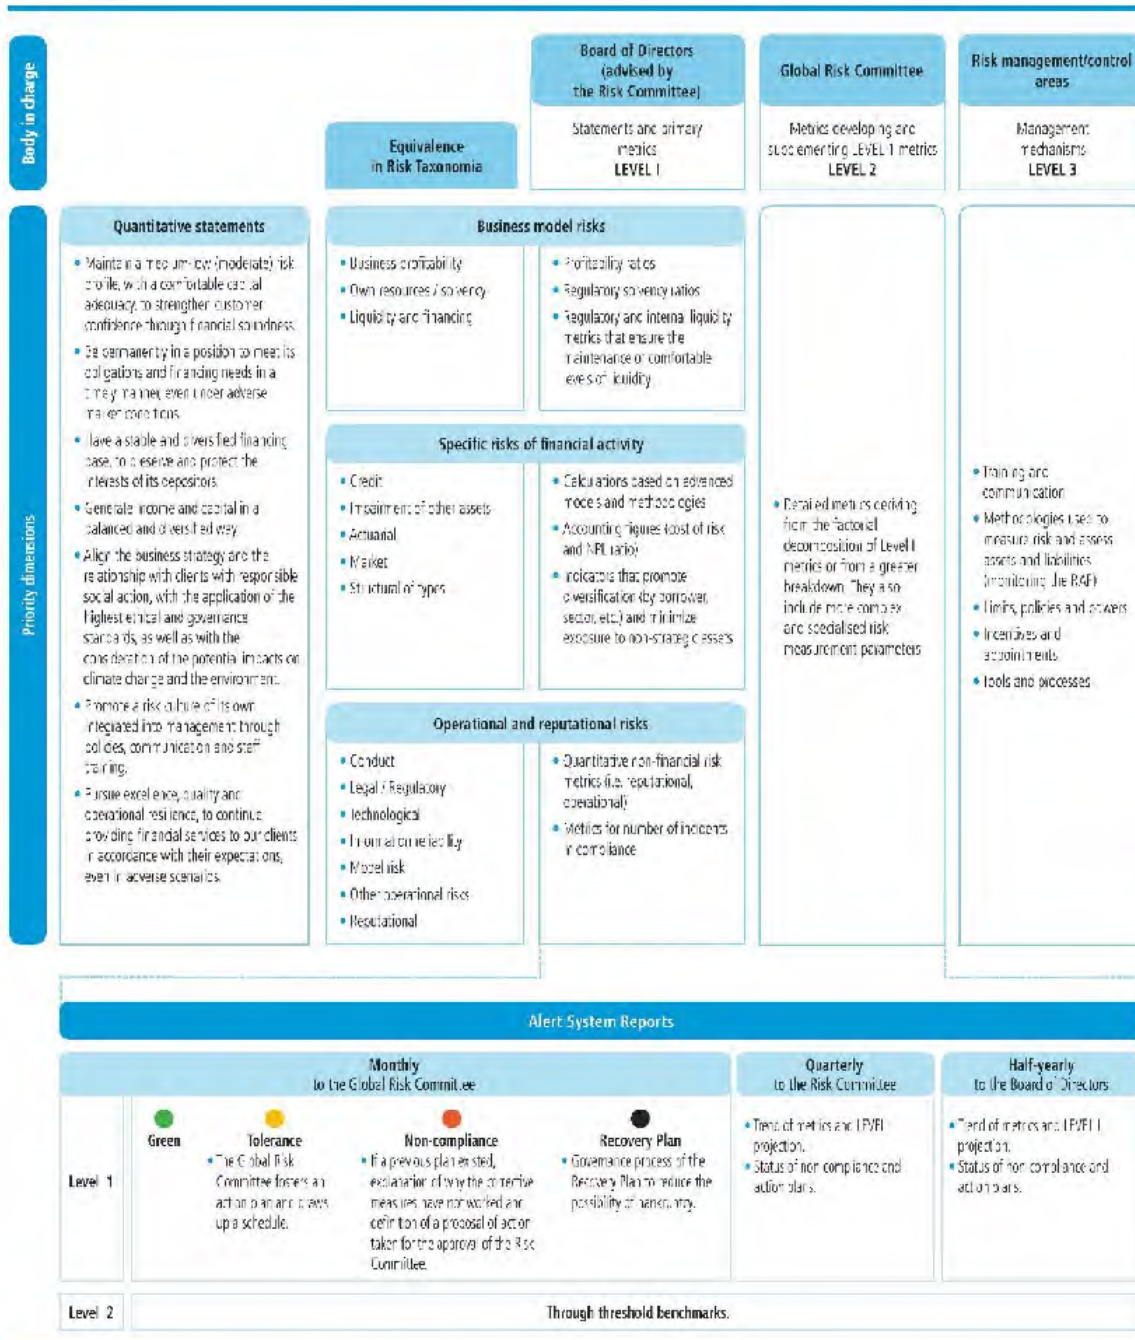 Body in charge
Board of Directors
(advised by
the Risk Committee)
Statements and primary
metrics
LEVEL 1
Global Risk Committee
Metrics developing and
supplementing LEVEL 1 metrics
LEVEL 2
Risk management/control
areas
Management
mechanisms
LEVEL 3
Equivalence
in Risk Taxonomia
Priority dimensions
Quantitative statements
• Maintain a medium-low (moderate) risk
profile, with a comfortable capital
adequacy, to strengthen customer
confidence through financial soundness.
• Be permanently in a position to meet its
obligations and financing needs in a
timely manner, even under adverse
market conditions
• Have a stable and diversified financing
base, to preserve and protect the
interests of its depositors
• Generate income and capital in a
balanced and diversified way
• Align the business strategy and the
relationship with clients with responsible
social action, with the application of the
highest ethical and governance
standards, as well as with the
consideration of the potential impacts on
climate change and the environment.
• Promote a risk culture of its own
integrated into management through
policies, communication and staff
training.
• Pursue excellence, quality and
operational resilience, to continue
providing financial services to our clients
in accordance with their expectations,
even in adverse scenarios.
Business model risks
• Business profitability
• Own resources / solvency
• Liquidity and financing
• Profitability ratios
• Regulatory solvency ratios
• Regulatory and internal liquidity
metrics that ensure the
maintenance of comfortable
levels of liquidity
Specific risks of financial activity
• Credit
• Impairment of other assets
• Actuarial
• Market
• Structural of types
• Calculations based on advanced
models and methodologies
• Accounting figures (cost of risk
and NPL ratio)
• Indicators that promote
diversification (by borrower,
sector, etc.) and minimize
exposure to non-strategic assets
Operational and reputational risks
• Conduct
• Legal / Regulatory
• Technological
• Information reliability
• Model risk
• Other operational risks
• Reputational
• Quantitative non-financial risk
metrics (i.e. reputational,
operational)
• Metrics for number of incidents
in compliance
• Detailed metrics deriving
from the factorial
decomposition of Level 1
metrics or from a greater
breakdown. They also
include more complex
and specialised risk
measurement parameters
• Training and
communication
• Methodologies used to
measure risk and assess
assets and liabilities
(monitoring the RAF)
• Limits, policies and powers
• Incentives and
appointments
• Tools and processes
Alert System Reports
Monthly
to the Global Risk Committee
Quarterly
to the Risk Committee
Half-yearly
to the Board of Directors
Level 1
Green
Tolerance
• The Global Risk
Committee fosters an
action plan and draws
up a schedule.
Non-compliance
• If a previous plan existed,
explanation of why the corrective
measures have not worked and
definition of a proposal of action
taken for the approval of the Risk
Committee.
Recovery Plan
• Governance process of the
Recovery Plan to reduce the
possibility of bankruptcy.
• Trend of metrics and LEVEL
projection.
• Status of non compliance and
action plans.
• Trend of metrics and LEVEL 1
projection.
• Status of non compliance and
action plans.
Level 2
Through threshold benchmarks.